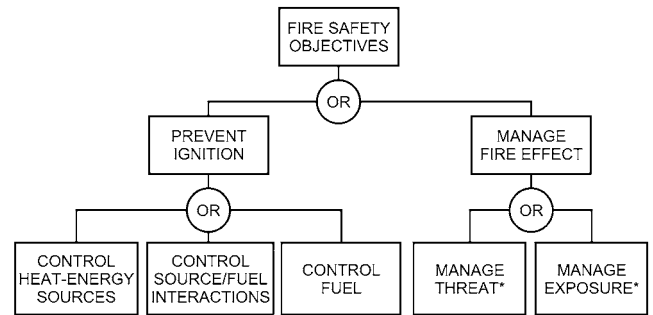 FIRE SAFETY
OBJECTIVES
OR
PREVENT
IGNITION
MANAGE
FIRE EFFECT
OR
OR
CONTROL
HEAT-ENERGY
SOURCES
CONTROL
SOURCE/FUEL
INTERACTIONS
CONTROL
FUEL
MANAGE
THREAT*
MANAGE
EXPOSURE*